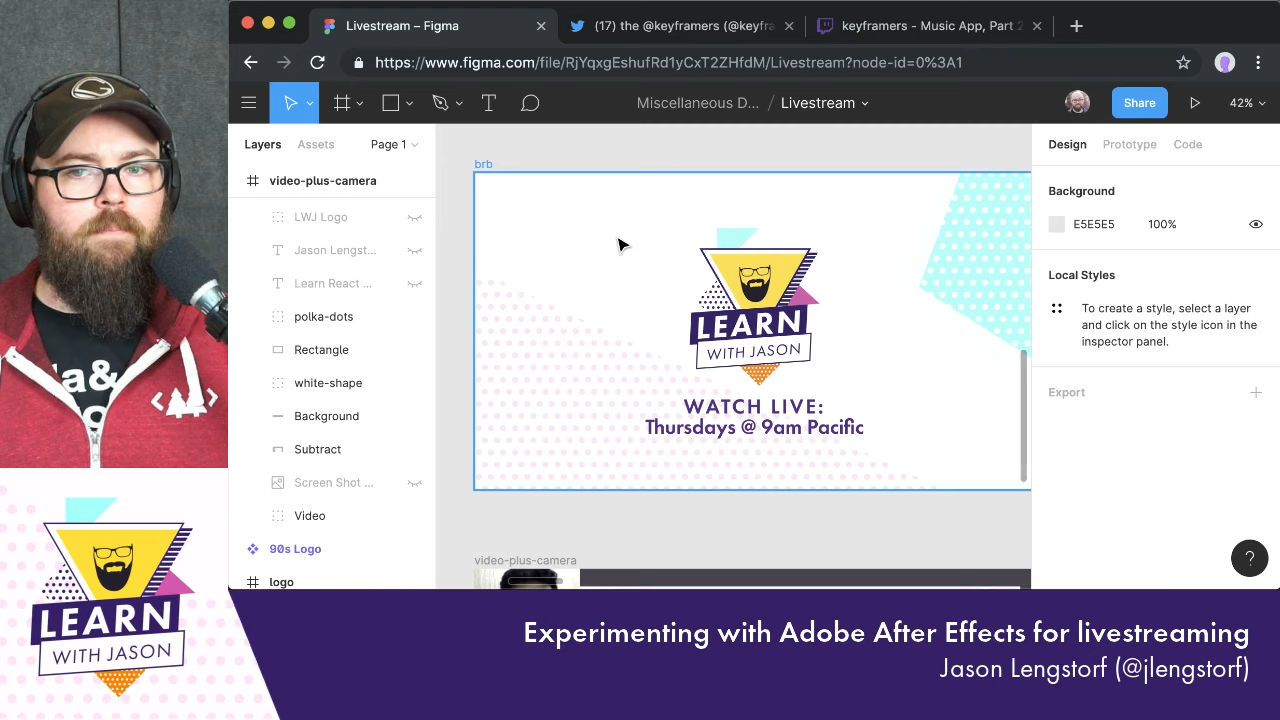 Livestream – Figma
(17) the @keyframers (@keyfra
keyframers - Music App, Part 2
https://www.figma.com/file/RjYqxgEshufRd1yCxT2ZHfdM/Livestream?node-id=0%3A1
Miscellaneous D... / Livestream
Share
42%
Layers
Assets
Page 1
video-plus-camera
LWJ Logo
Jason Lengst...
Learn React ...
polka-dots
Rectangle
white-shape
Background
Subtract
Screen Shot ...
Video
90s Logo
logo
brb
LEARN
WITH JASON
WATCH LIVE:
Thursdays @ 9am Pacific
video-plus-camera
Design
Prototype
Code
Background
E5E5E5
100%
Local Styles
To create a style, select a layer
and click on the style icon in the
inspector panel.
Export
?
LEARN
WITH JASON
Experimenting with Adobe After Effects for livestreaming
Jason Lengstorf (@jlengstorf)